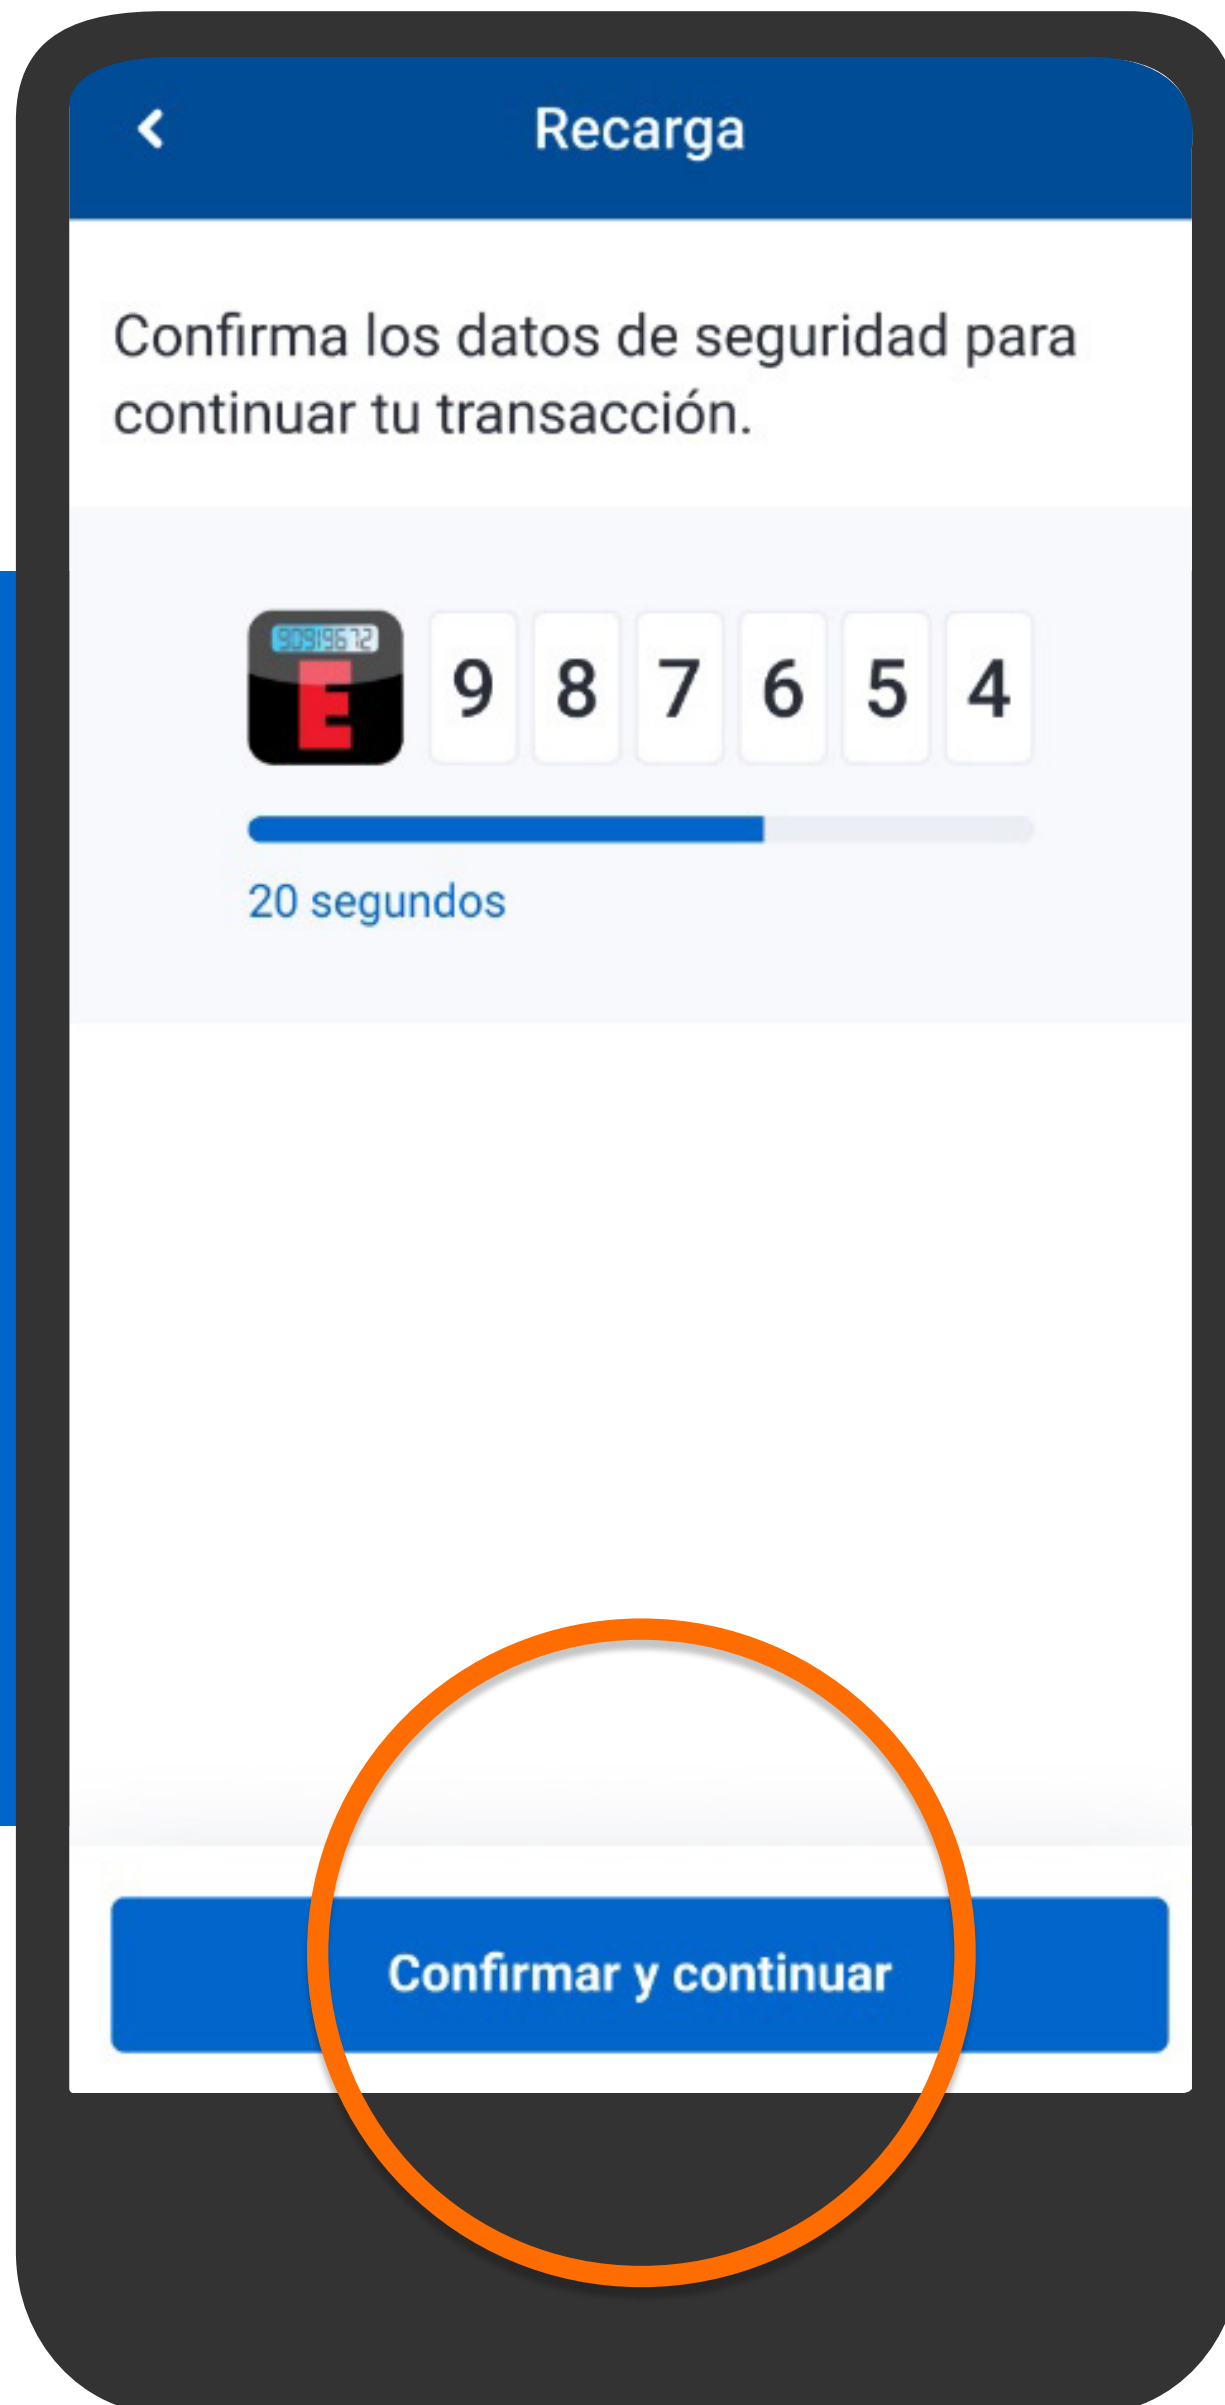 Recarga
Confirma los datos de seguridad para
continuar tu transacción.
90919672
E
9 8 7 6 5 4
20 segundos
Confirmar y continuar